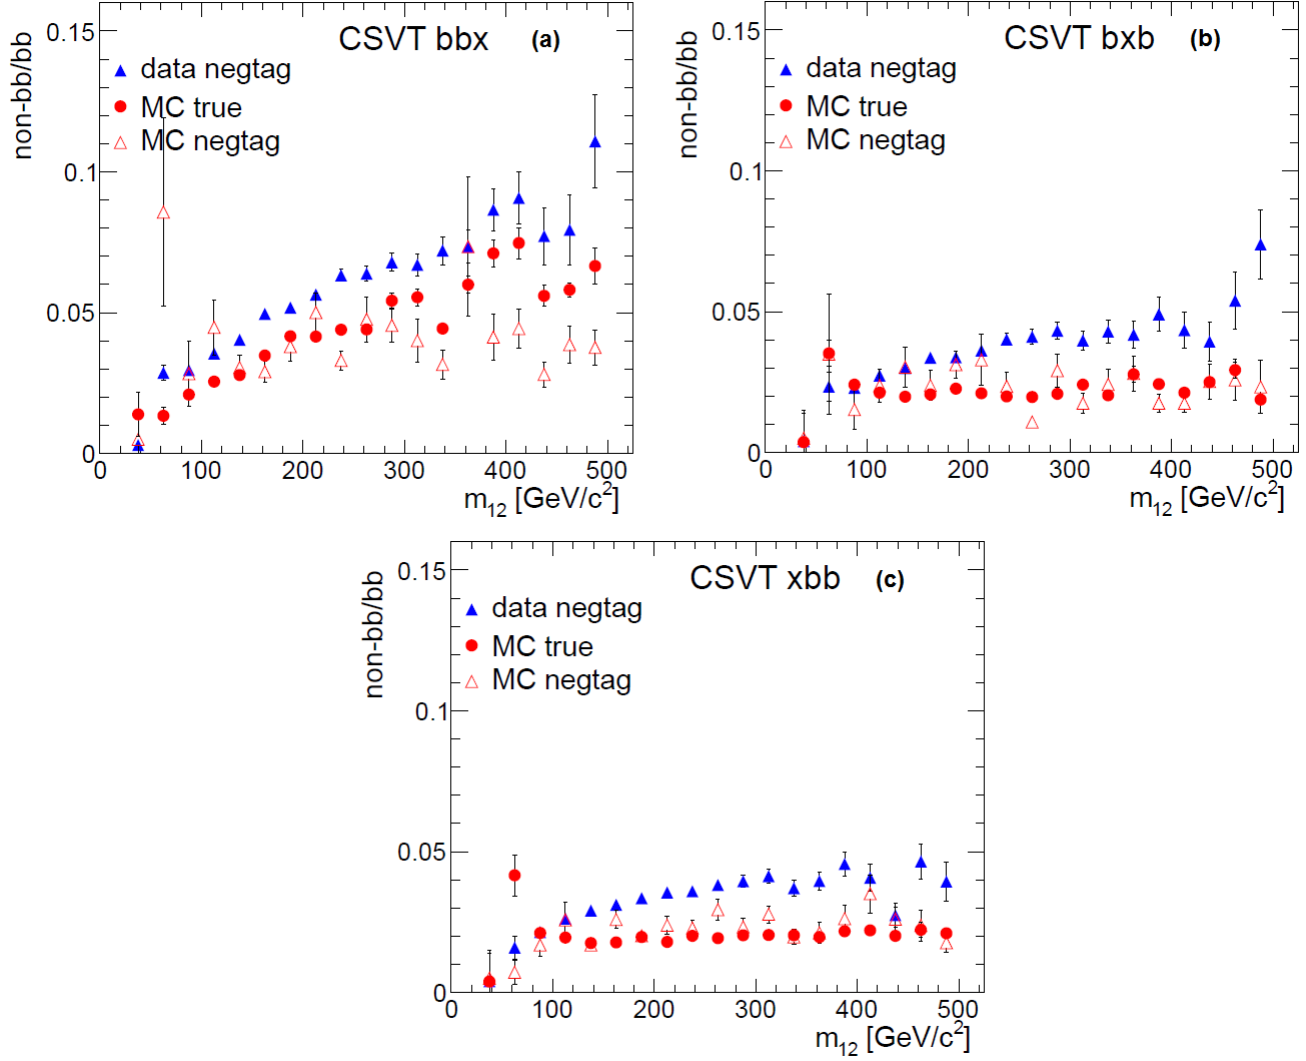 CSVT bbx (a)
data negtag
MC true
MC negtag
non-bb/bb
0.15
0.1
0.05
0
0 100 200 300 400 500
m12 [GeV/c2]
CSVT bxb (b)
data negtag
MC true
MC negtag
non-bb/bb
0.15
0.1
0.05
0
0 100 200 300 400 500
m12 [GeV/c2]
CSVT xbb (c)
data negtag
MC true
MC negtag
non-bb/bb
0.15
0.1
0.05
0
0 100 200 300 400 500
m12 [GeV/c2]